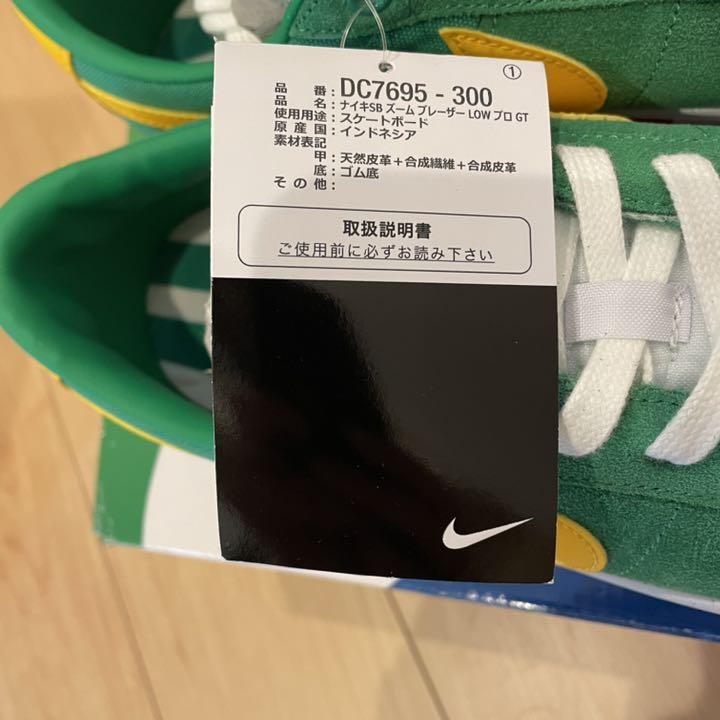 ①
品番: DC7695 - 300
品名: ナイキSB ズーム ブレーザー LOW プロ GT
使用用途: スケートボード
原産国: インドネシア
素材表記
甲: 天然皮革＋合成繊維＋合成皮革
底: ゴム底
その他:
取扱説明書
ご使用前に必ずお読み下さい